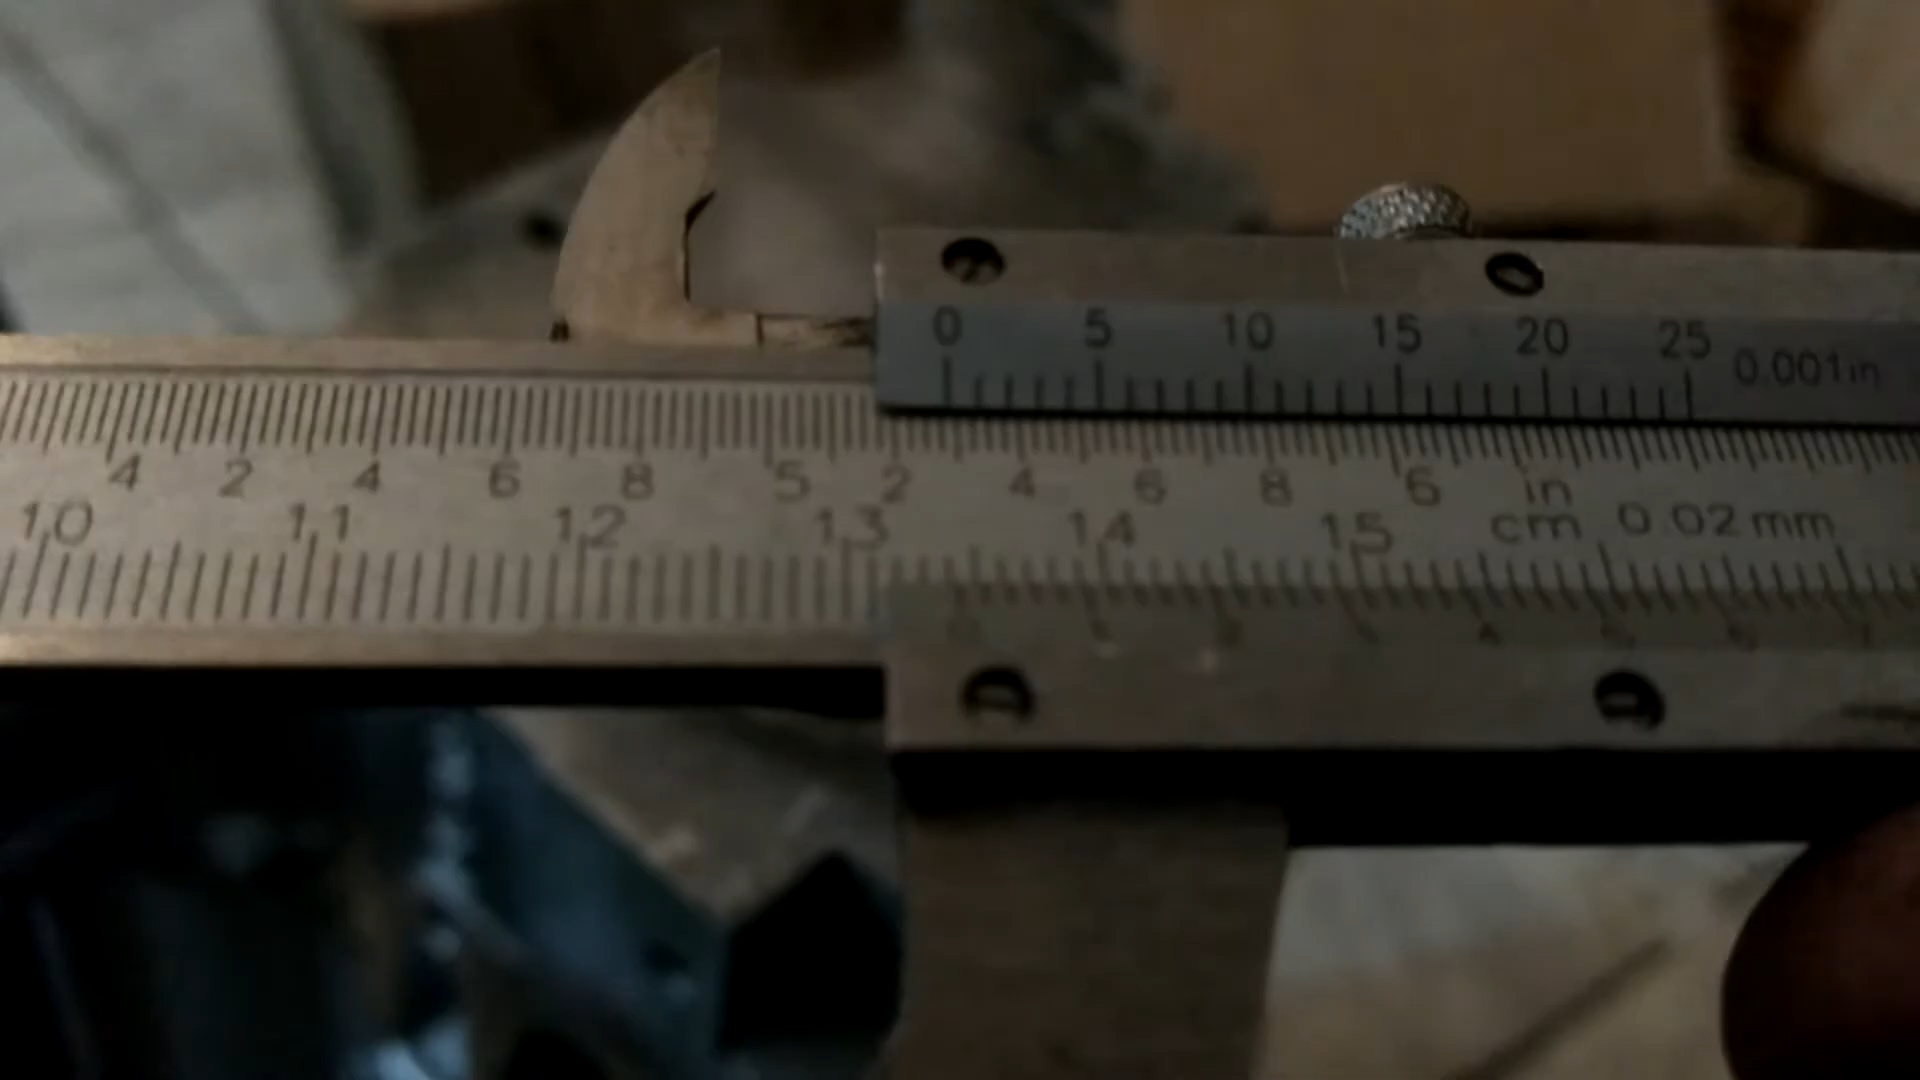 0 5 10 15 20 25 0.001in
4 2 4 6 8 5 2 4 6 8 6 in
10 11 12 13 14 15 cm 0.02mm